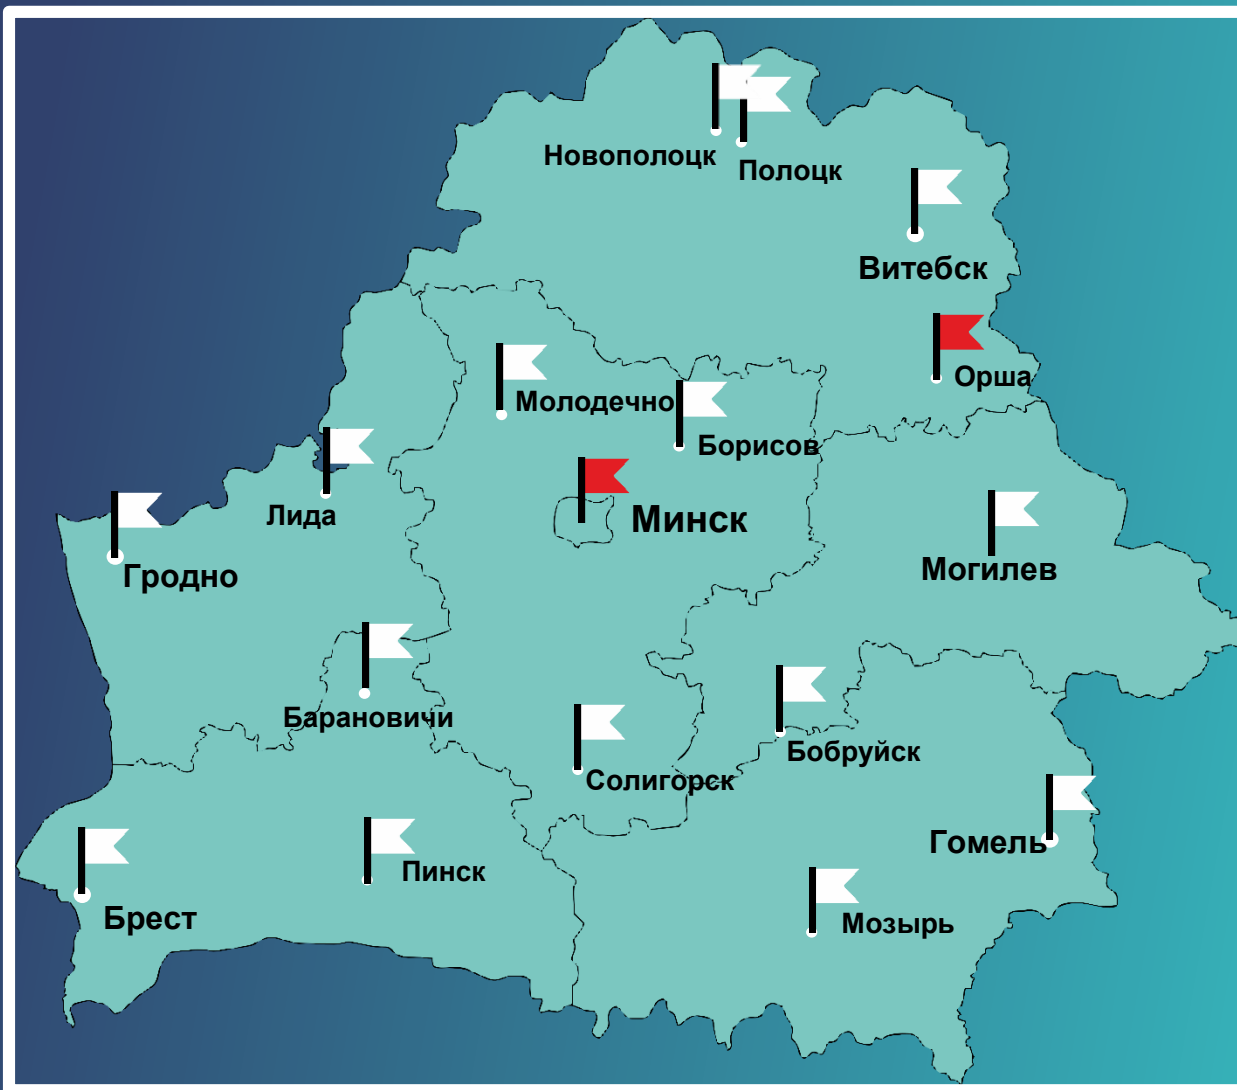 Новополоцк
Полоцк
Витебск
Орша
Молодечно
Борисов
Лида
Минск
Гродно
Могилев
Барановичи
Бобруйск
Солигорск
Гомель
Пинск
Брест
Мозырь